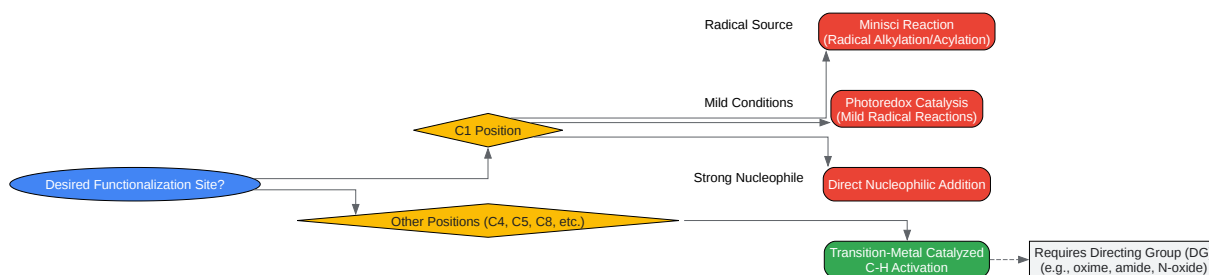 Radical Source
Minisci Reaction
(Radical Alkylation/Acylation)
Mild Conditions
Photoredox Catalysis
(Mild Radical Reactions)
C1 Position
Desired Functionalization Site?
Strong Nucleophile
Direct Nucleophilic Addition
Other Positions (C4, C5, C8, etc.)
Transition-Metal Catalyzed
C-H Activation
Requires Directing Group (DG
(e.g., oxime, amide, N-oxide)